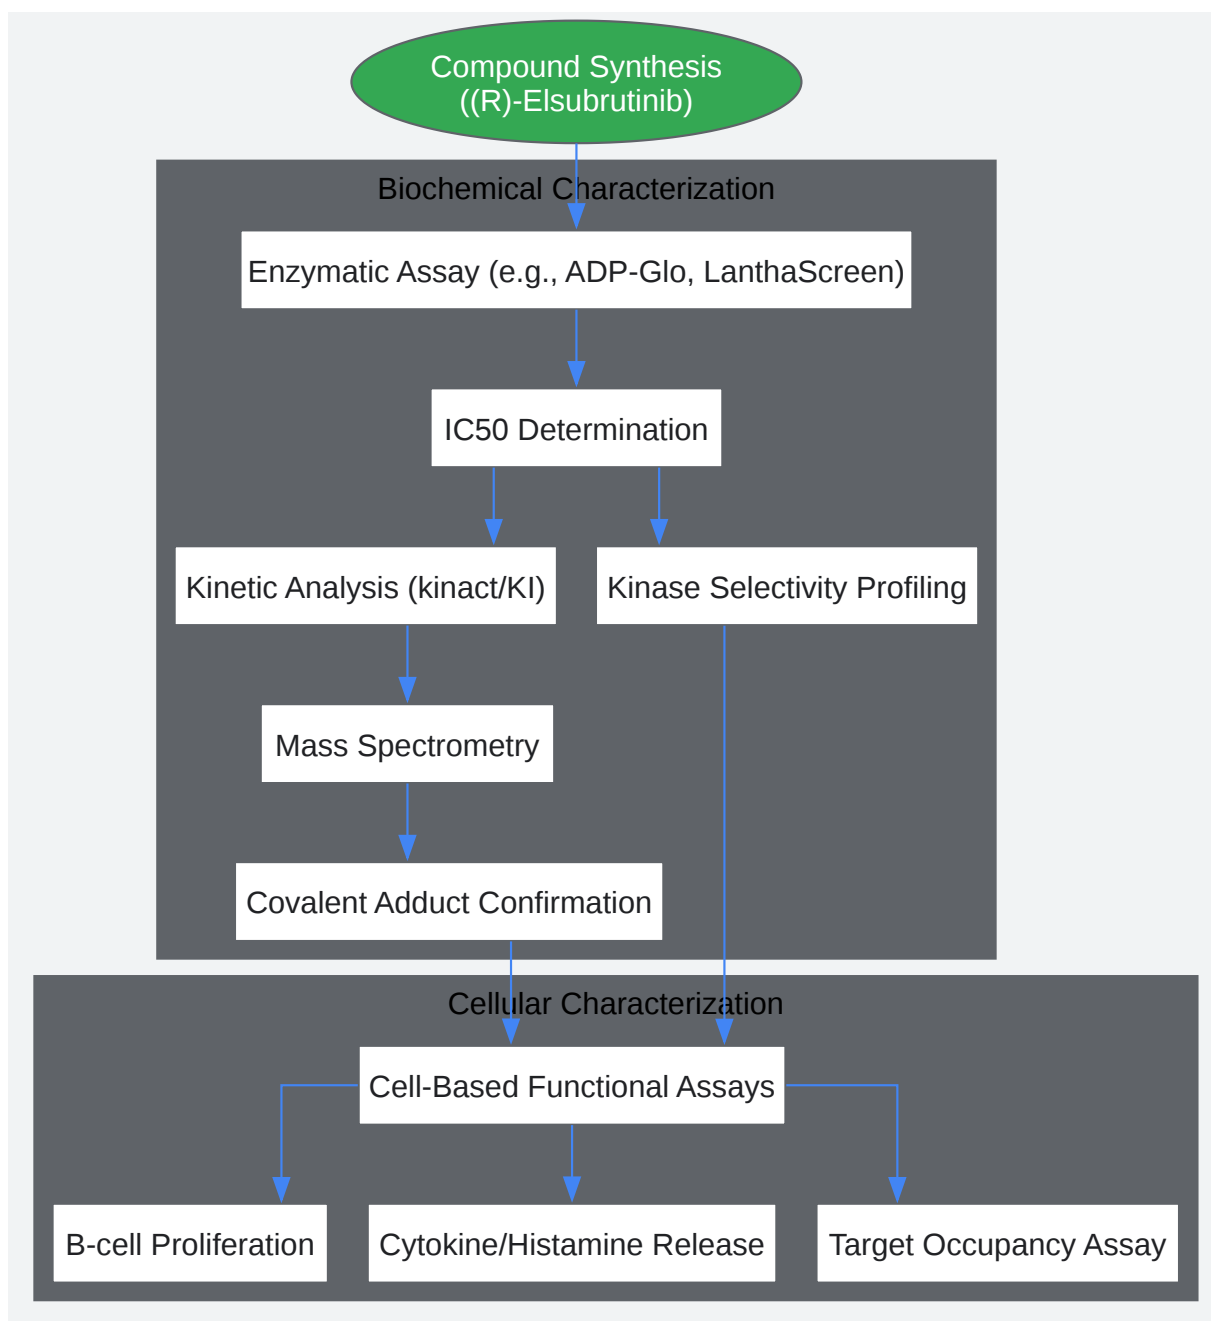 Compound Synthesis
((R)-Elsubrutinib)
Biochemical Characterization
Enzymatic Assay (e.g., ADP-Glo, LanthaScreen)
IC50 Determination
Kinetic Analysis (kinact/KI)
Kinase Selectivity Profiling
Mass Spectrometry
Covalent Adduct Confirmation
Cellular Characterization
Cell-Based Functional Assays
B-cell Proliferation
Cytokine/Histamine Release
Target Occupancy Assay